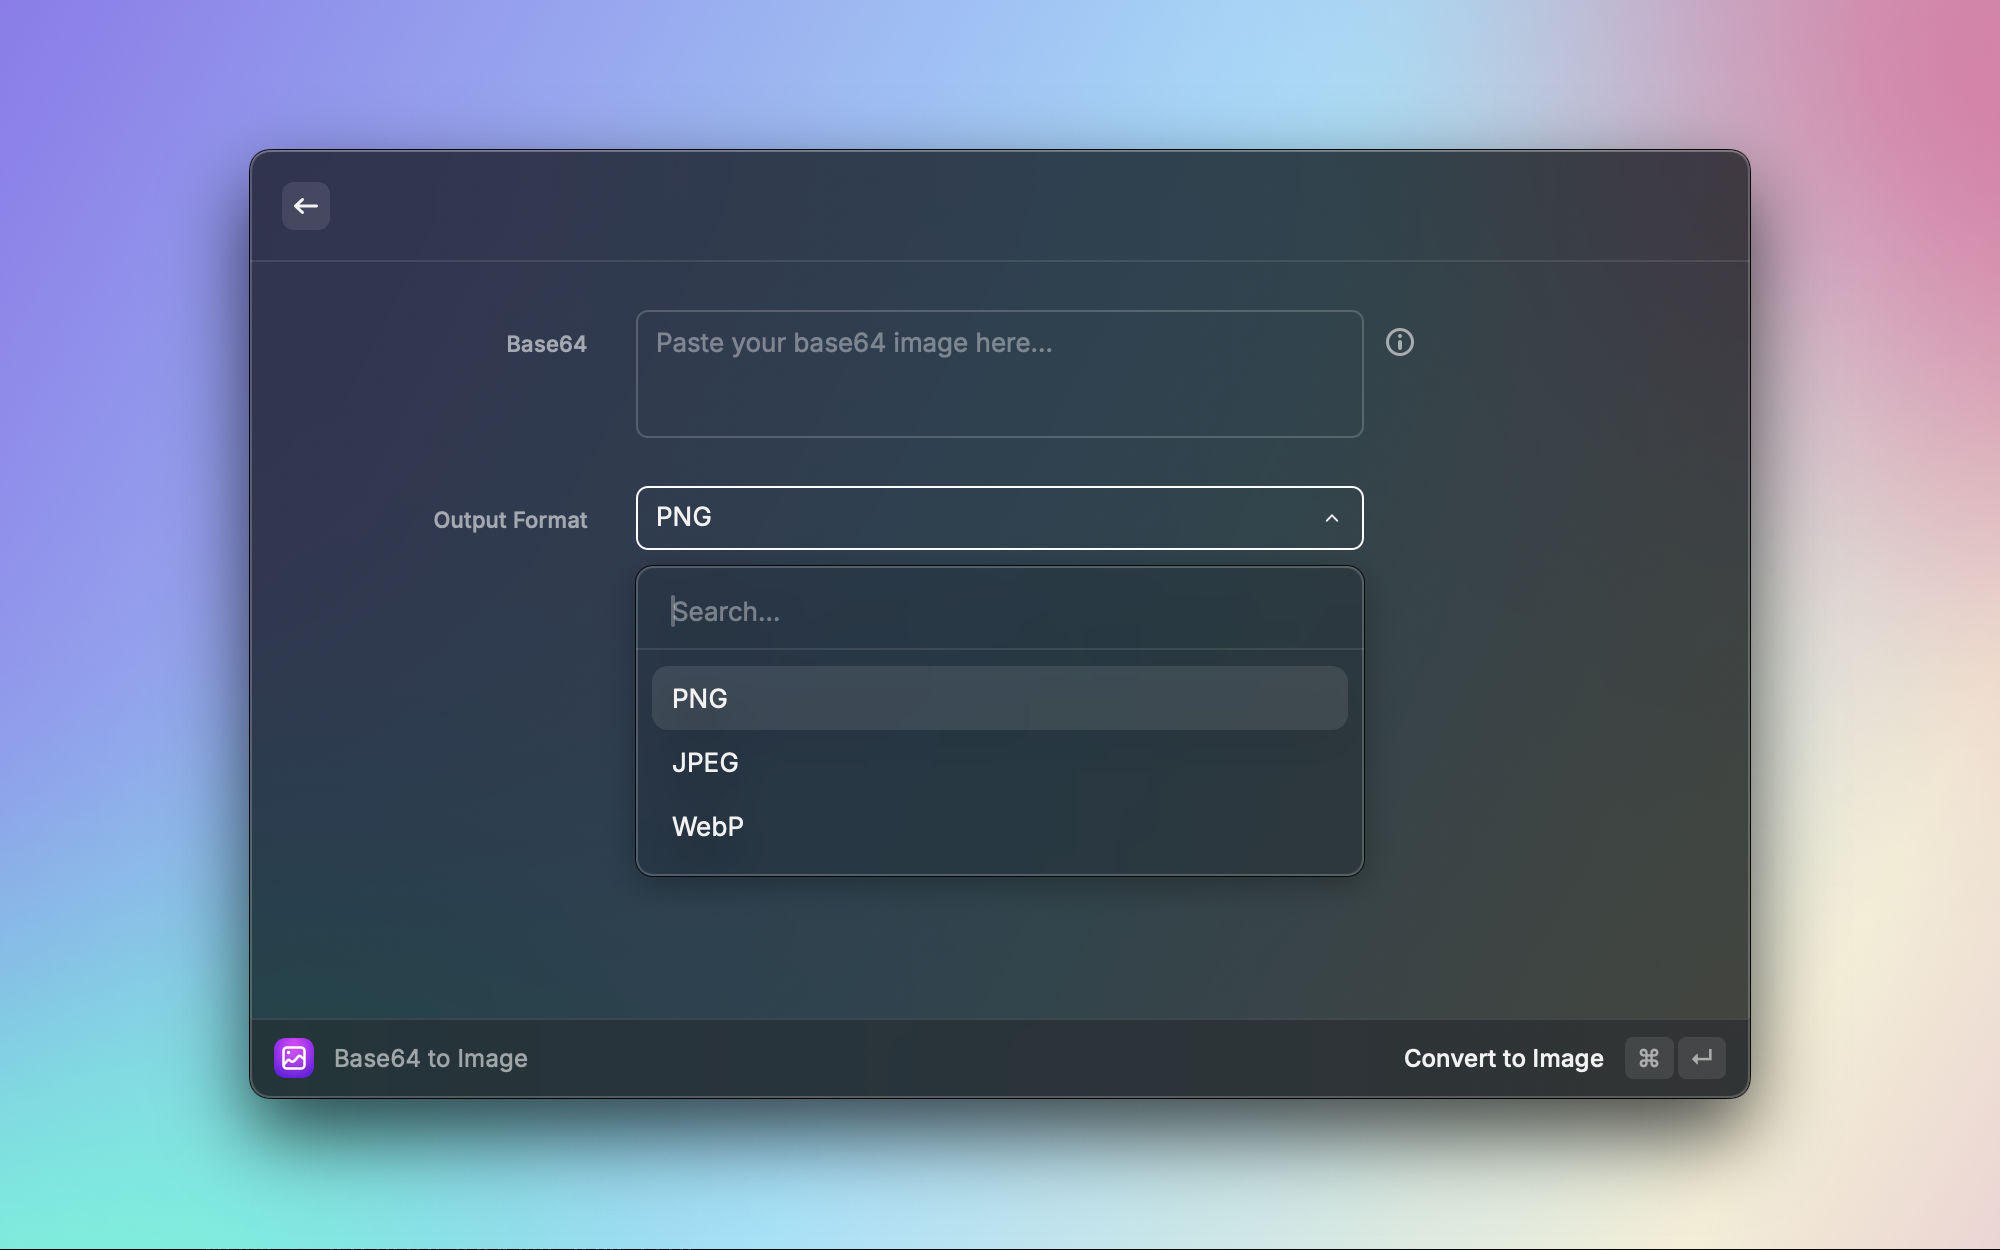 Base64
Paste your base64 image here...
Output Format
PNG
Search...
PNG
JPEG
WebP
Base64 to Image
Convert to Image ⌘ ↵